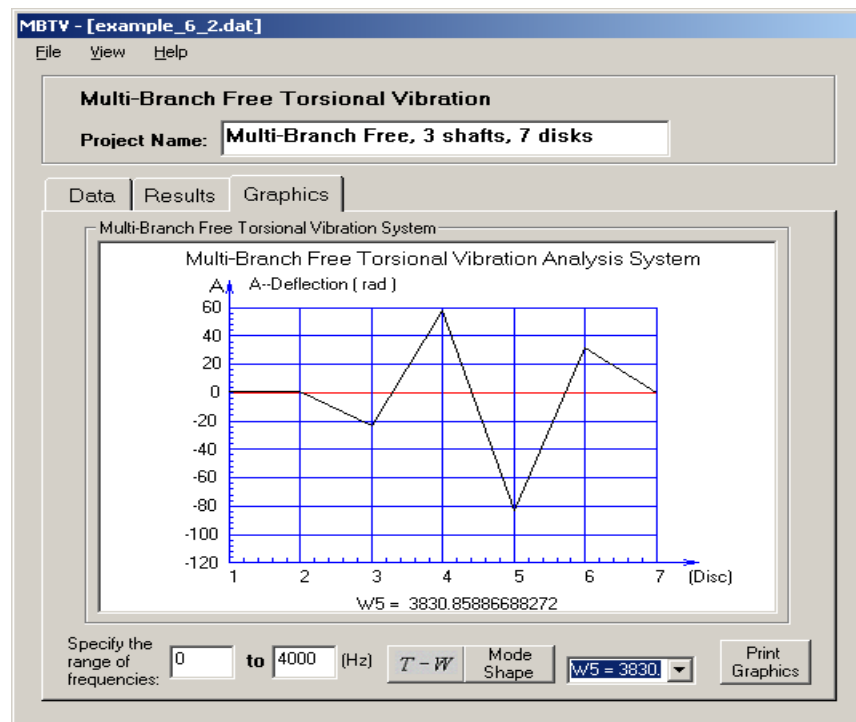 MBTV - [example_6_2.dat]
File View Help
Multi-Branch Free Torsional Vibration
Project Name: Multi-Branch Free, 3 shafts, 7 disks
Data Results Graphics
Multi-Branch Free Torsional Vibration System
Multi-Branch Free Torsional Vibration Analysis System
A A--Deflection ( rad )
60
40
20
0
-20
-40
-60
-80
-100
-120
1 2 3 4 5 6 7 (Disc)
W5 = 3830.85886688272
Specify the
range of
frequencies:
0 to 4000 (Hz)
T - W
Mode
Shape
W5 = 3830.
Print
Graphics